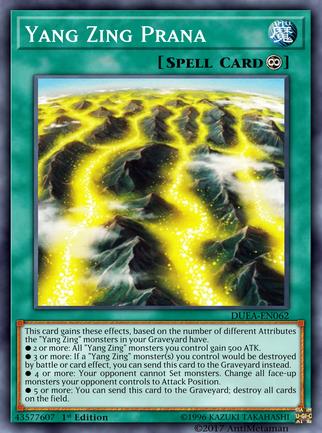 Yang Zing Prana
[Spell Card]
DUEA-EN062
This card gains these effects, based on the number of different Attributes
the "Yang Zing" monsters in your Graveyard have.
● 2 or more: All "Yang Zing" monsters you control gain 500 ATK.
● 3 or more: If a "Yang Zing" monster(s) you control would be destroyed
by battle or card effect, you can send this card to the Graveyard instead.
● 4 or more: Your opponent cannot Set monsters. Change all face-up
monsters your opponent controls to Attack Position.
● 5 or more: You can send this card to the Graveyard; destroy all cards
on the field.
43577607 1st Edition
©1996 KAZUKI TAKAHASHI
©2017 AntiMetaman